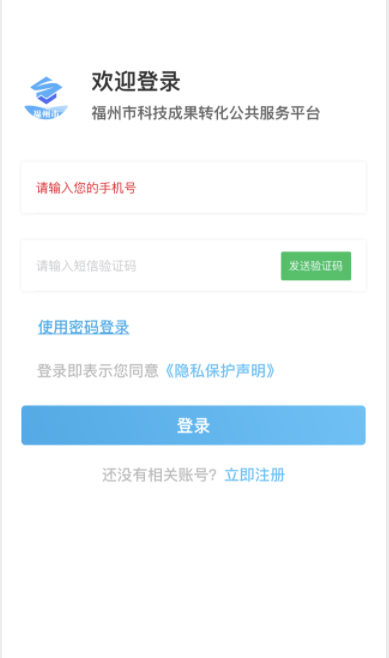 欢迎登录
福州市
福州市科技成果转化公共服务平台
请输入您的手机号
请输入短信验证码
发送验证码
使用密码登录
登录即表示您同意《隐私保护声明》
登录
还没有相关账号？立即注册